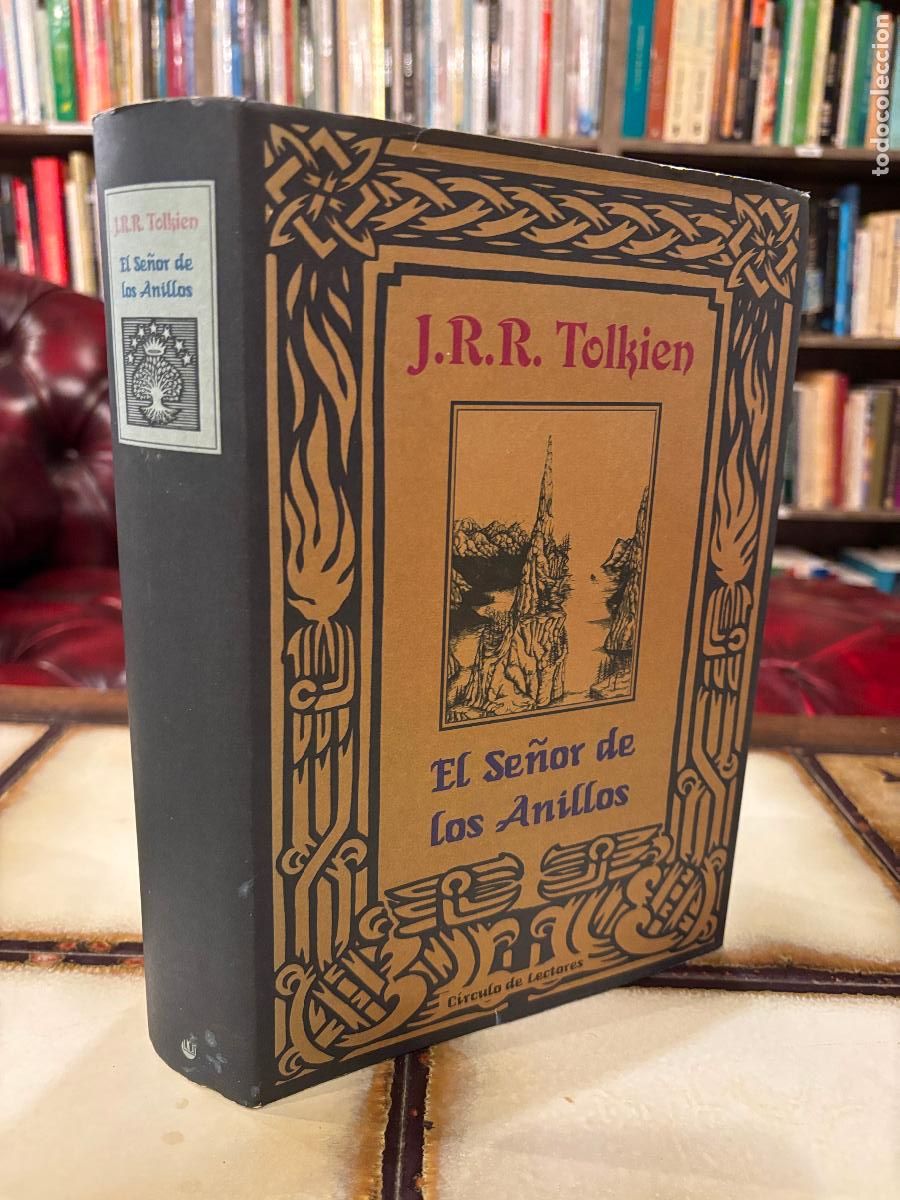 J.R.R. Tolkien
El Señor de
los Anillos
J.R.R. Tolkien
El Señor de
los Anillos
Círculo de Lectores
todocoleccion